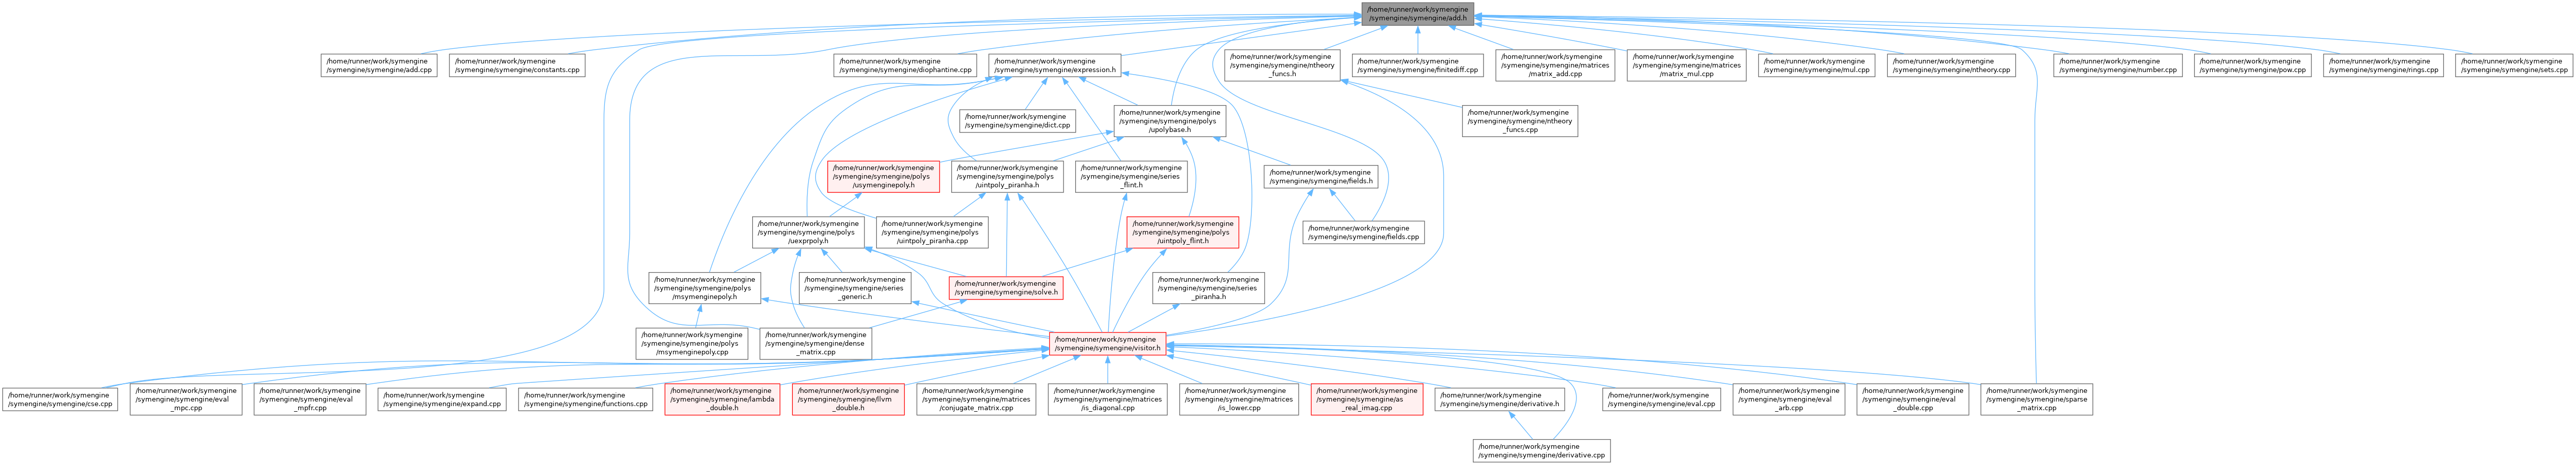 /home/runner/work/symengine
/symengine/symengine/add.h
/home/runner/work/symengine
/symengine/symengine/add.cpp
/home/runner/work/symengine
/symengine/symengine/constants.cpp
/home/runner/work/symengine
/symengine/symengine/diophantine.cpp
/home/runner/work/symengine
/symengine/symengine/expression.h
/home/runner/work/symengine
/symengine/symengine/ntheory
_funcs.h
/home/runner/work/symengine
/symengine/symengine/finitediff.cpp
/home/runner/work/symengine
/symengine/symengine/matrices
/matrix_add.cpp
/home/runner/work/symengine
/symengine/symengine/matrices
/matrix_mul.cpp
/home/runner/work/symengine
/symengine/symengine/mul.cpp
/home/runner/work/symengine
/symengine/symengine/ntheory.cpp
/home/runner/work/symengine
/symengine/symengine/number.cpp
/home/runner/work/symengine
/symengine/symengine/pow.cpp
/home/runner/work/symengine
/symengine/symengine/rings.cpp
/home/runner/work/symengine
/symengine/symengine/sets.cpp
/home/runner/work/symengine
/symengine/symengine/dict.cpp
/home/runner/work/symengine
/symengine/symengine/polys
/upolybase.h
/home/runner/work/symengine
/symengine/symengine/ntheory
_funcs.cpp
/home/runner/work/symengine
/symengine/symengine/polys
/usymenginepoly.h
/home/runner/work/symengine
/symengine/symengine/polys
/uintpoly_piranha.h
/home/runner/work/symengine
/symengine/symengine/series
_flint.h
/home/runner/work/symengine
/symengine/symengine/fields.h
/home/runner/work/symengine
/symengine/symengine/polys
/uexprpoly.h
/home/runner/work/symengine
/symengine/symengine/polys
/uintpoly_piranha.cpp
/home/runner/work/symengine
/symengine/symengine/polys
/uintpoly_flint.h
/home/runner/work/symengine
/symengine/symengine/fields.cpp
/home/runner/work/symengine
/symengine/symengine/polys
/msymenginepoly.h
/home/runner/work/symengine
/symengine/symengine/series
_generic.h
/home/runner/work/symengine
/symengine/symengine/solve.h
/home/runner/work/symengine
/symengine/symengine/series
_piranha.h
/home/runner/work/symengine
/symengine/symengine/polys
/msymenginepoly.cpp
/home/runner/work/symengine
/symengine/symengine/dense
_matrix.cpp
/home/runner/work/symengine
/symengine/symengine/visitor.h
/home/runner/work/symengine
/symengine/symengine/cse.cpp
/home/runner/work/symengine
/symengine/symengine/eval
_mpc.cpp
/home/runner/work/symengine
/symengine/symengine/eval
_mpfr.cpp
/home/runner/work/symengine
/symengine/symengine/expand.cpp
/home/runner/work/symengine
/symengine/symengine/functions.cpp
/home/runner/work/symengine
/symengine/symengine/lambda
_double.h
/home/runner/work/symengine
/symengine/symengine/llvm
_double.h
/home/runner/work/symengine
/symengine/symengine/matrices
/conjugate_matrix.cpp
/home/runner/work/symengine
/symengine/symengine/matrices
/is_diagonal.cpp
/home/runner/work/symengine
/symengine/symengine/matrices
/is_lower.cpp
/home/runner/work/symengine
/symengine/symengine/as
_real_imag.cpp
/home/runner/work/symengine
/symengine/symengine/derivative.h
/home/runner/work/symengine
/symengine/symengine/eval.cpp
/home/runner/work/symengine
/symengine/symengine/eval
_arb.cpp
/home/runner/work/symengine
/symengine/symengine/eval
_double.cpp
/home/runner/work/symengine
/symengine/symengine/sparse
_matrix.cpp
/home/runner/work/symengine
/symengine/symengine/derivative.cpp